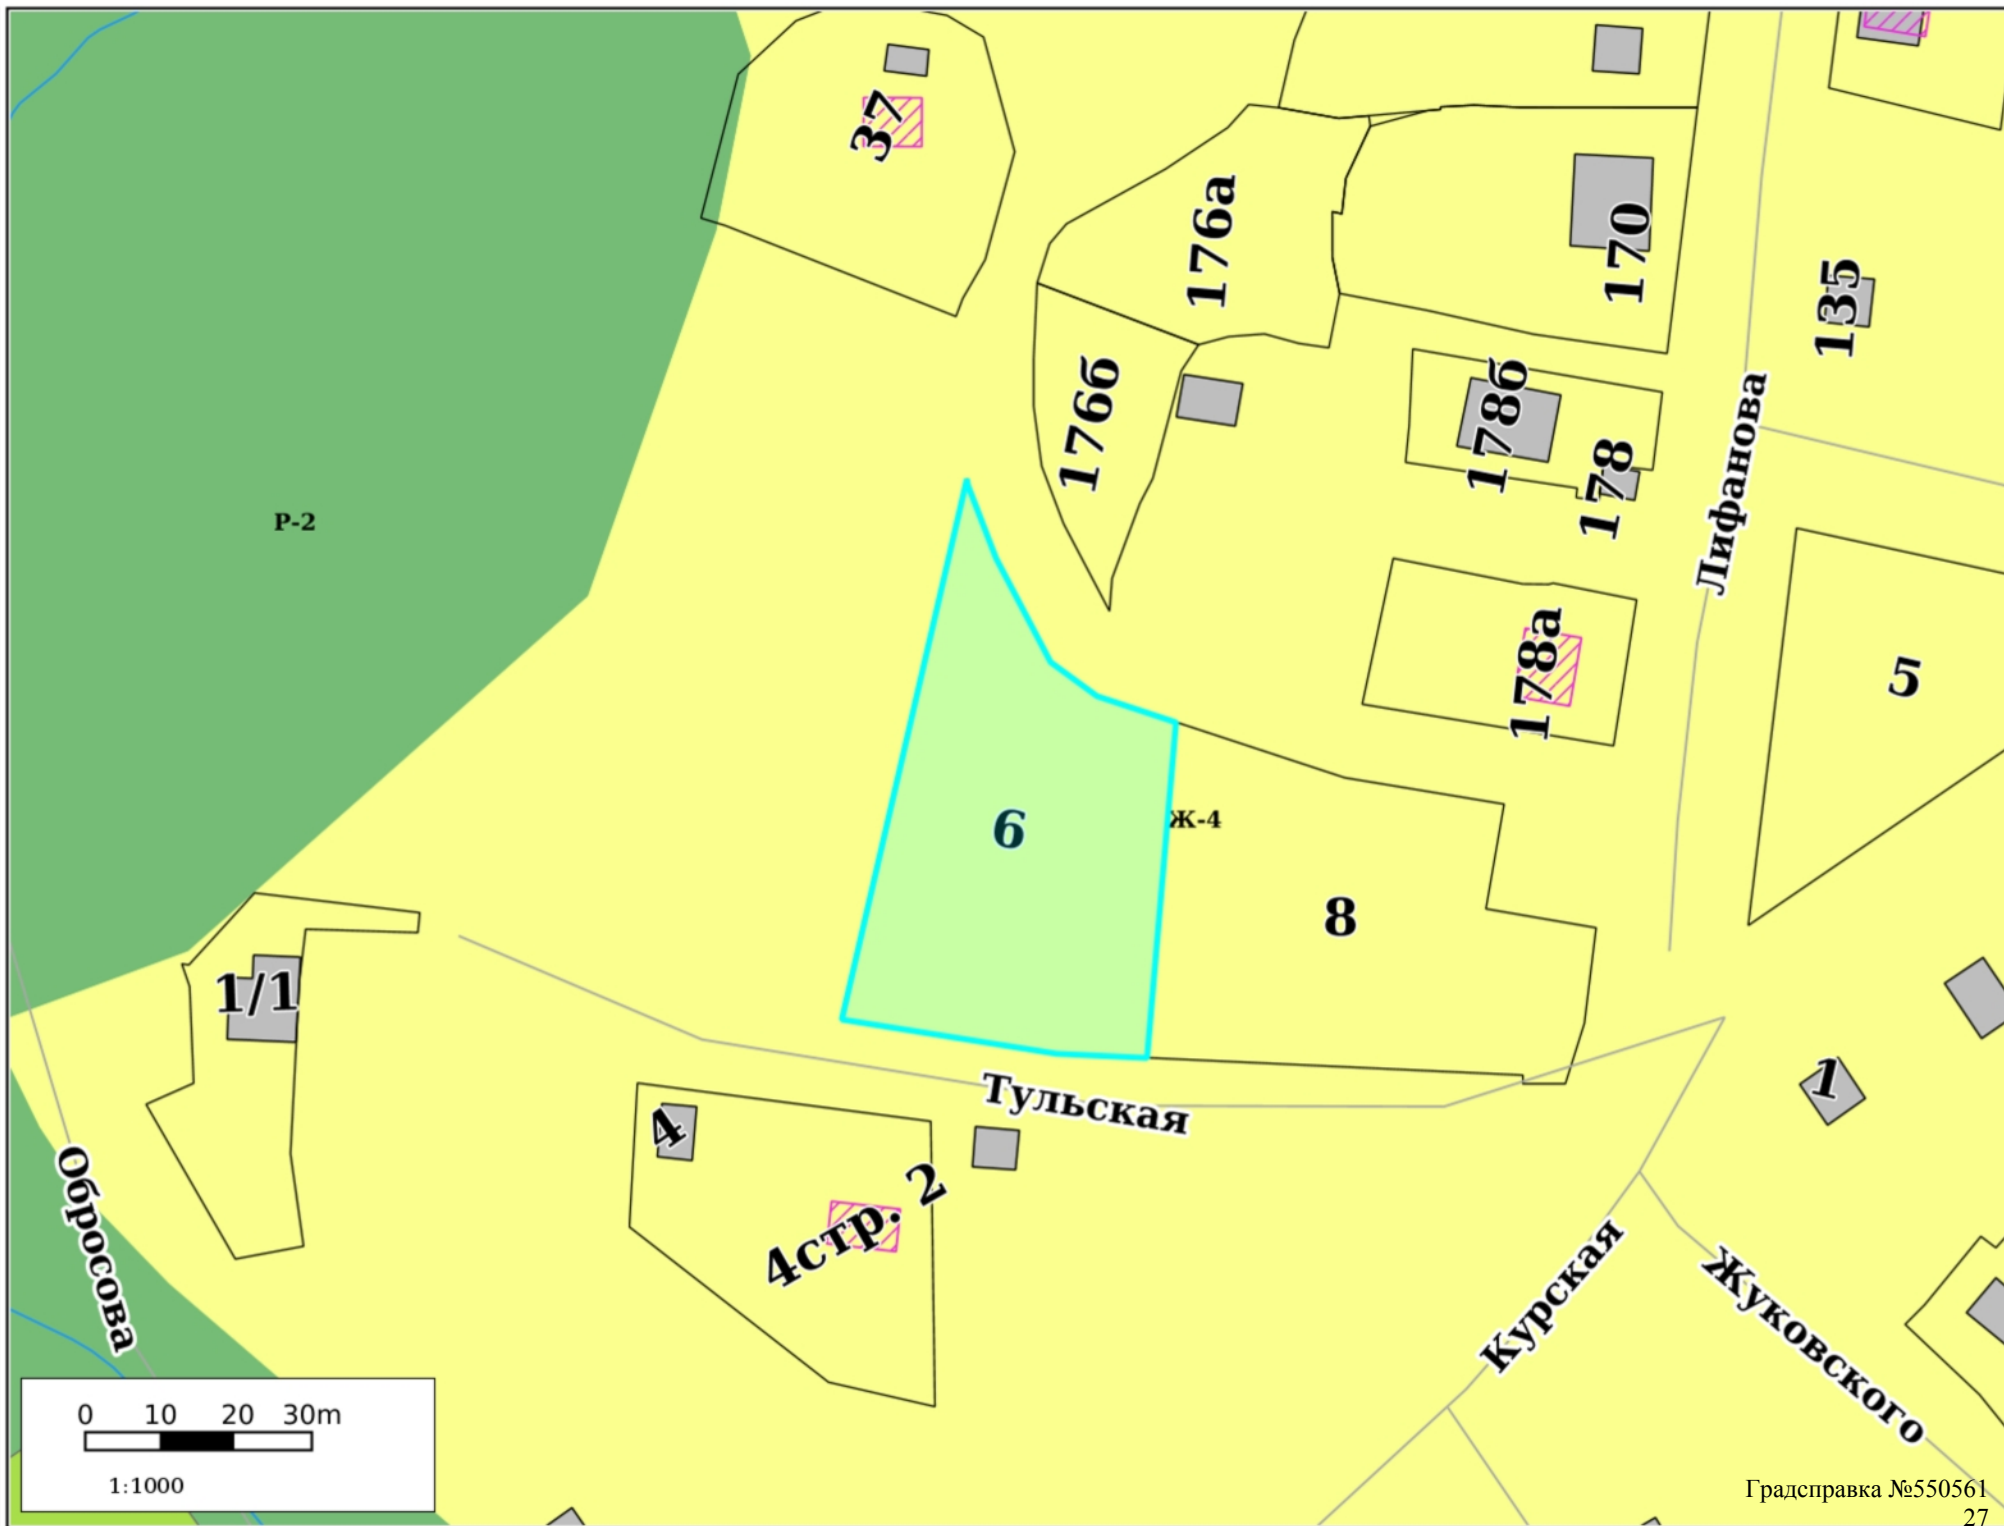 37
176а
170
135
176б
178б
178
Лифанова
Р-2
178а
5
6
Ж-4
8
1/1
1
Тульская
4
4стр. 2
Обросова
Курская
Жуковского
0 10 20 30m
1:1000
Градсправка №550561
27